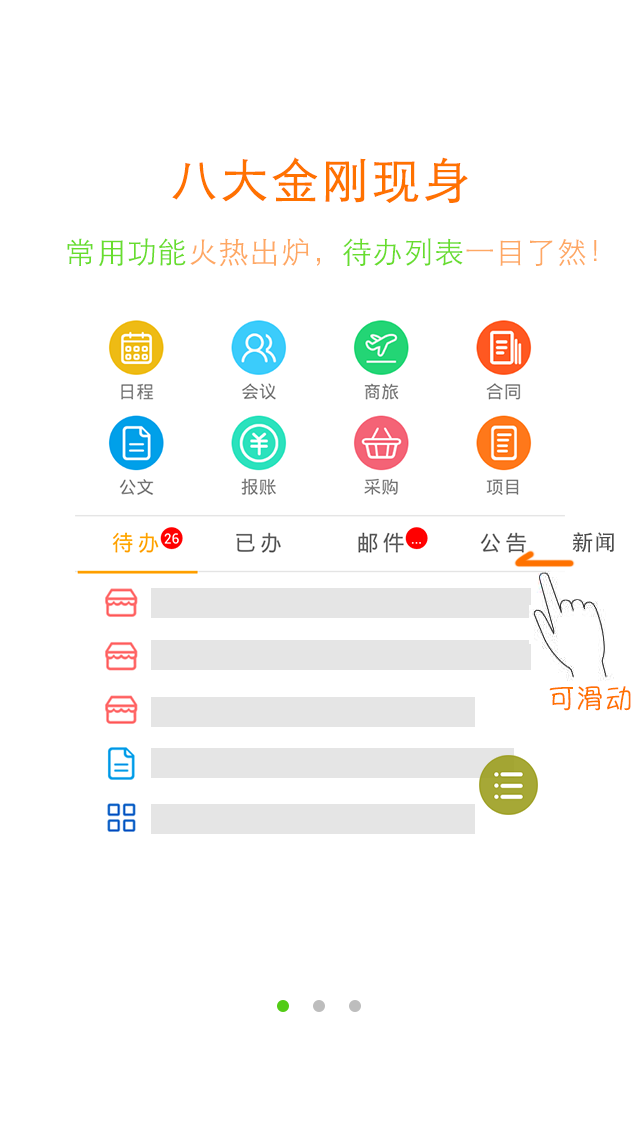 八大金刚现身
常用功能火热出炉，待办列表一目了然！
日程 会议 商旅 合同
公文 报账 采购 项目
待办 26 已办 邮件 ... 公告 新闻
可滑动